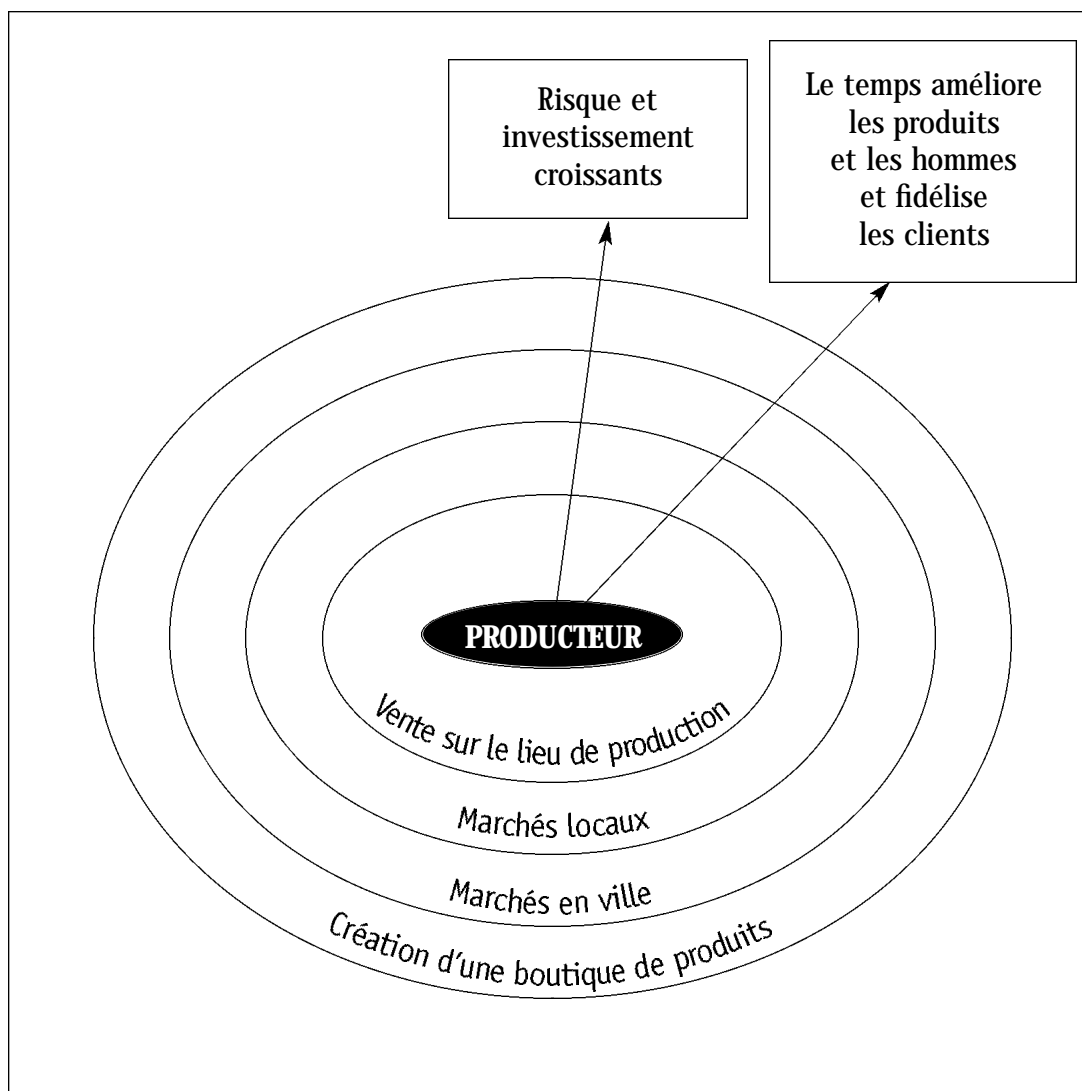 Risque et
investissement
croissants
Le temps améliore
les produits
et les hommes
et fidélise
les clients
PRODUCTEUR
Vente sur le lieu de production
Marchés locaux
Marchés en ville
Création d'une boutique de produits